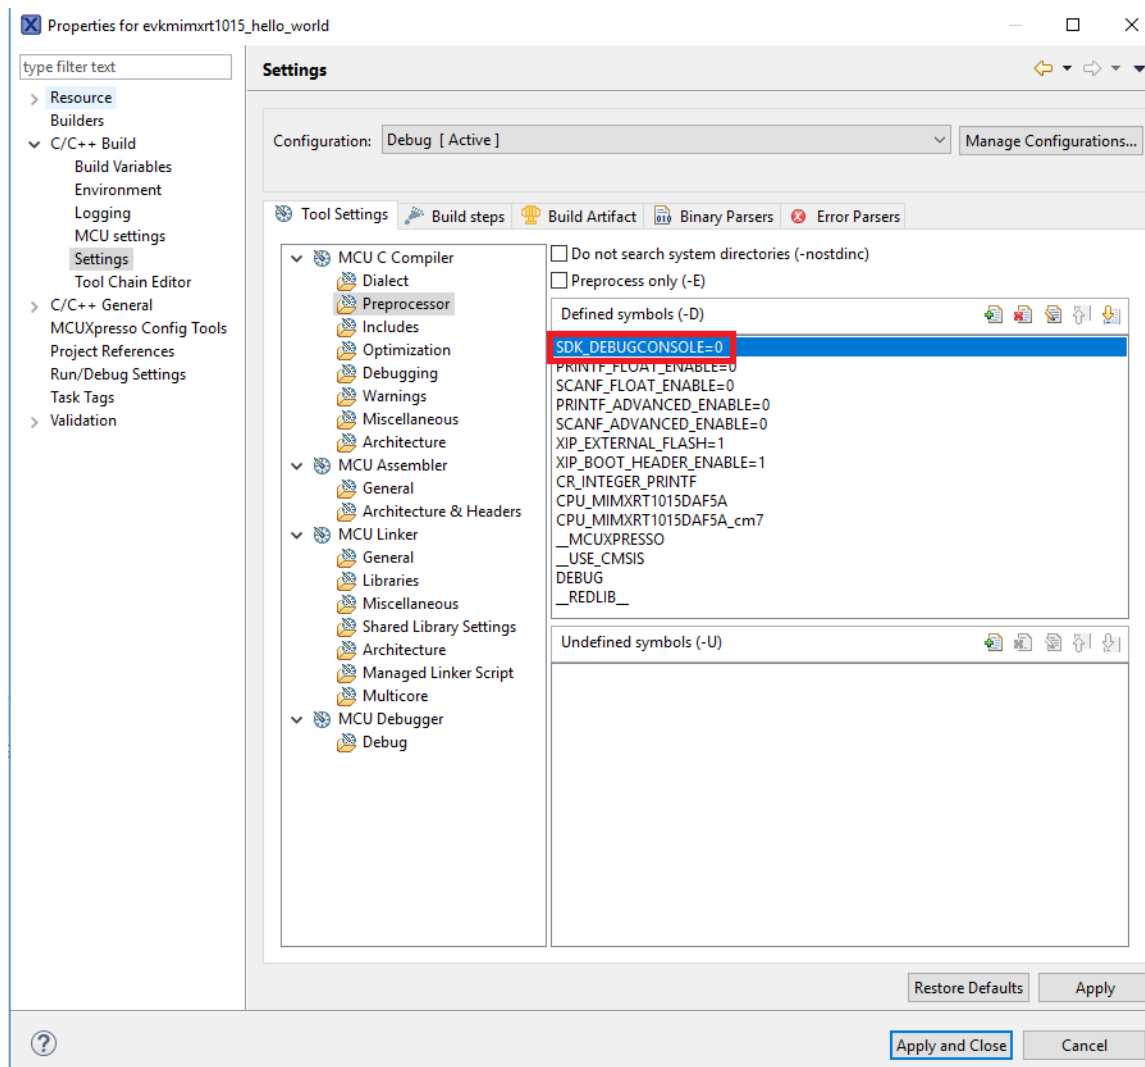 Properties for evkmimxrt1015_hello_world
type filter text
Resource
Builders
C/C++ Build
Build Variables
Environment
Logging
MCU settings
Settings
Tool Chain Editor
C/C++ General
MCUXpresso Config Tools
Project References
Run/Debug Settings
Task Tags
Validation
Settings
Configuration: Debug [ Active ] Manage Configurations...
Tool Settings Build steps Build Artifact 010 Binary Parsers Error Parsers
MCU C Compiler
Dialect
Preprocessor
Includes
Optimization
Debugging
Warnings
Miscellaneous
Architecture
MCU Assembler
General
Architecture & Headers
MCU Linker
General
Libraries
Miscellaneous
Shared Library Settings
Architecture
Managed Linker Script
Multicore
MCU Debugger
Debug
Do not search system directories (-nostdinc)
Preprocess only (-E)
Defined symbols (-D)
SDK_DEBUGCONSOLE=0
PRINTF_FLOAT_ENABLE=0
SCANF_FLOAT_ENABLE=0
PRINTF_ADVANCED_ENABLE=0
SCANF_ADVANCED_ENABLE=0
XIP_EXTERNAL_FLASH=1
XIP_BOOT_HEADER_ENABLE=1
CR_INTEGER_PRINTF
CPU_MIMXRT1015DAF5A
CPU_MIMXRT1015DAF5A_cm7
__MCUXPRESSO
__USE_CMSIS
DEBUG
__REDLIB__
Undefined symbols (-U)
Restore Defaults Apply
? Apply and Close Cancel